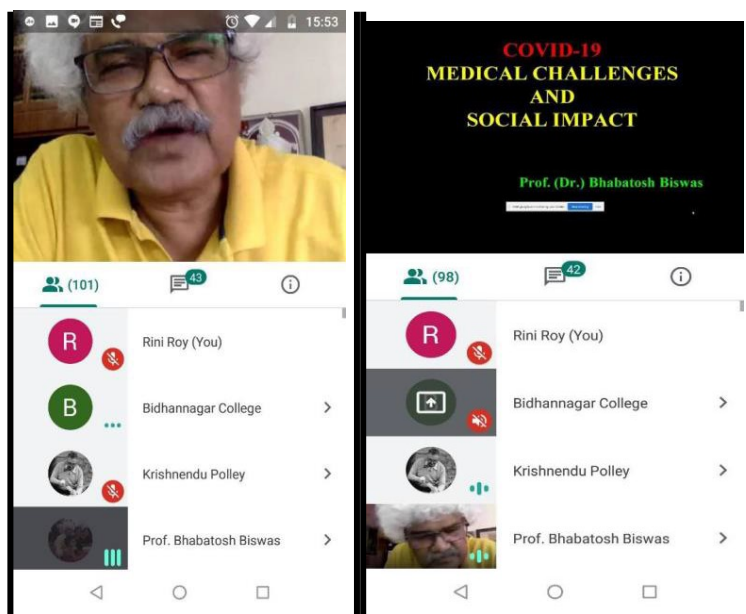 15:53
(101)
43
R
Rini Roy (You)
B
Bidhannagar College
Krishnendu Polley
Prof. Bhabatosh Biswas
COVID-19
MEDICAL CHALLENGES
AND
SOCIAL IMPACT
Prof. (Dr.) Bhabatosh Biswas
(98)
42
R
Rini Roy (You)
Bidhannagar College
Krishnendu Polley
Prof. Bhabatosh Biswas